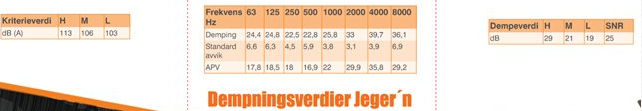 Kriterieverdi H M L
dB (A) 113 106 103
Frekvens Hz 63 125 250 500 1000 2000 4000 8000
Demping 24,4 24,8 22,5 22,8 25,8 33 39,7 36,1
Standard avvik 6,6 6,3 4,5 5,9 3,8 3,1 3,9 6,9
APV 17,8 18,5 18 16,9 22 29,9 35,8 29,2
Dempningsverdier Jeger´n
Dempeverdi H M L SNR
dB 29 21 19 25